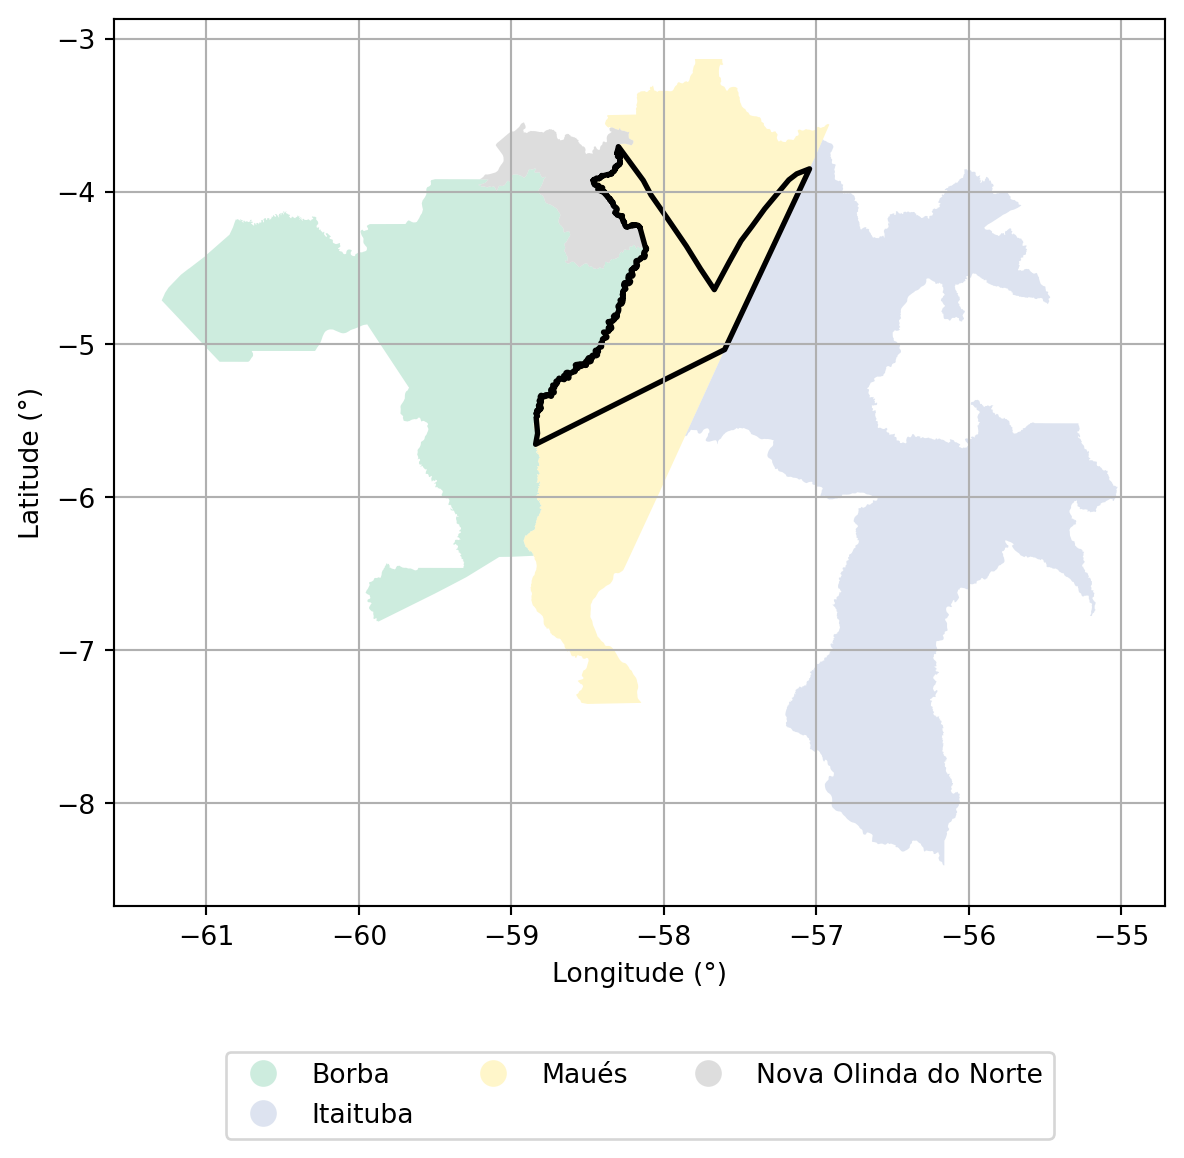 −3
−4
−5
−6
−7
−8
Latitude (°)
−61 −60 −59 −58 −57 −56 −55
Longitude (°)
Borba Maués Nova Olinda do Norte
Itaituba